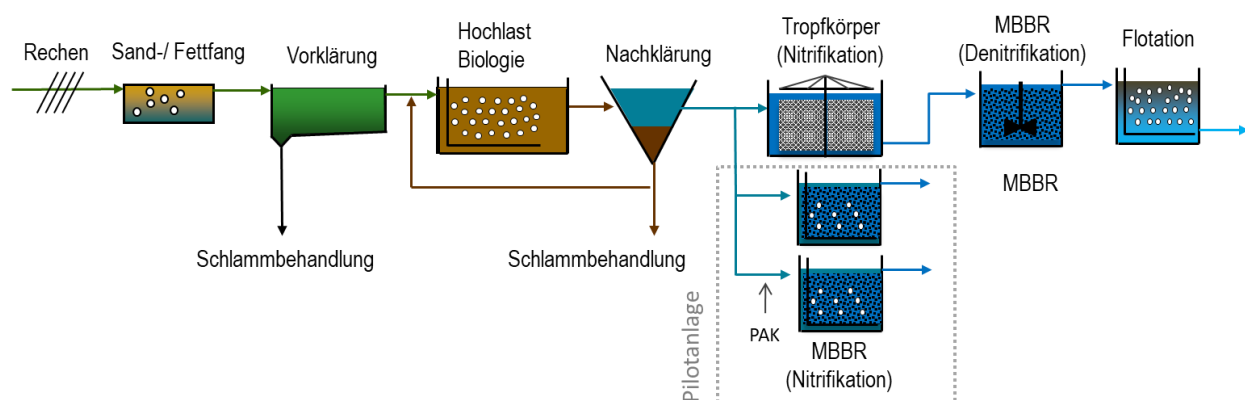 Rechen
Sand-/ Fettfang
Vorklärung
Hochlast
Biologie
Nachklärung
Tropfkörper
(Nitrifikation)
MBBR
(Denitrifikation)
Flotation
MBBR
Schlammbehandlung
Schlammbehandlung
Pilotanlage
PAK
MBBR
(Nitrifikation)